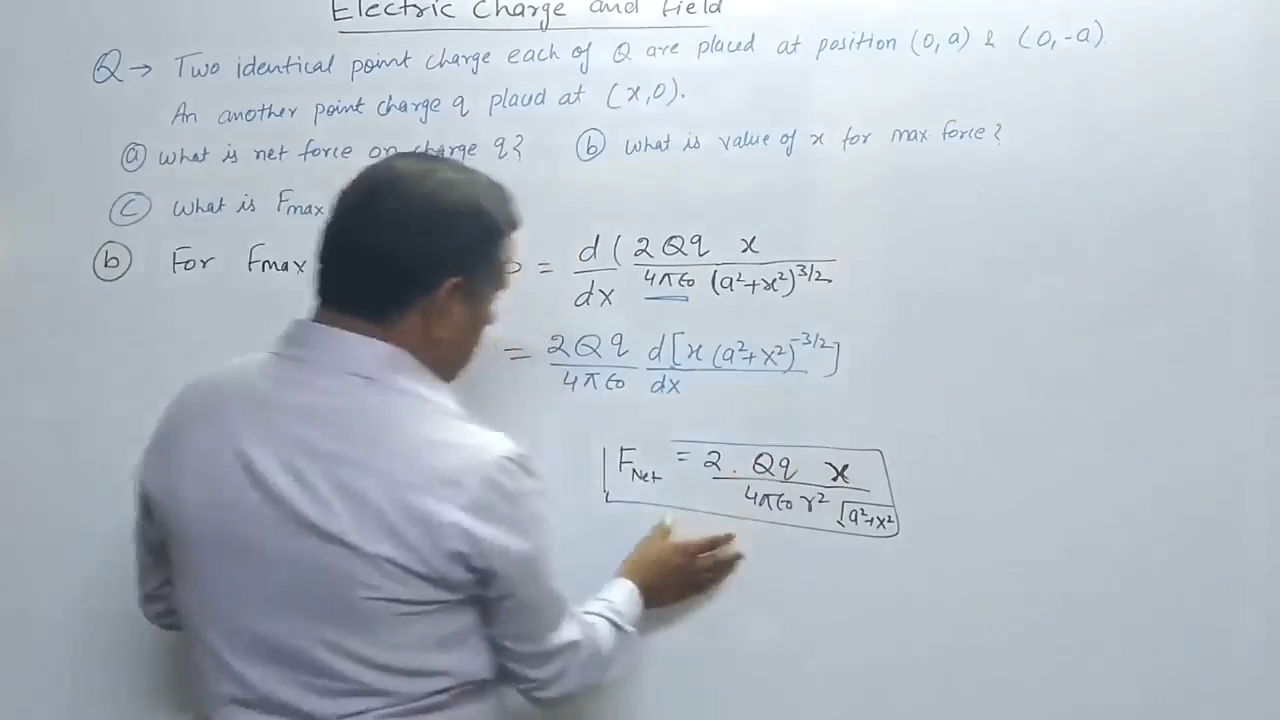 Electric Charge and Field
Q → Two identical point charge each of Q are placed at position (0, a) & (0, -a).
An another point charge q placed at (x, 0).
(a) What is net force on charge q? (b) What is value of x for max force?
(c) What is Fmax
(b) For Fmax = d/dx ( 2Qq x / 4πε₀ (a²+x²)^3/2
= 2Qq/4πε₀ d/dx [x (a²+x²)^-3/2]
F_Net = 2 . Qq x / 4πε₀ r² √a²+x²